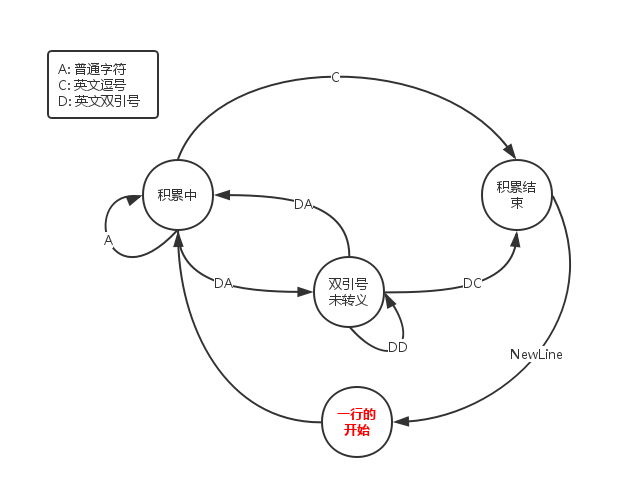 A: 普通字符
C: 英文逗号
D: 英文双引号
C
积累中
积累结
束
DA
A
DA
双引号
未转义
DC
DD
NewLine
一行的
开始